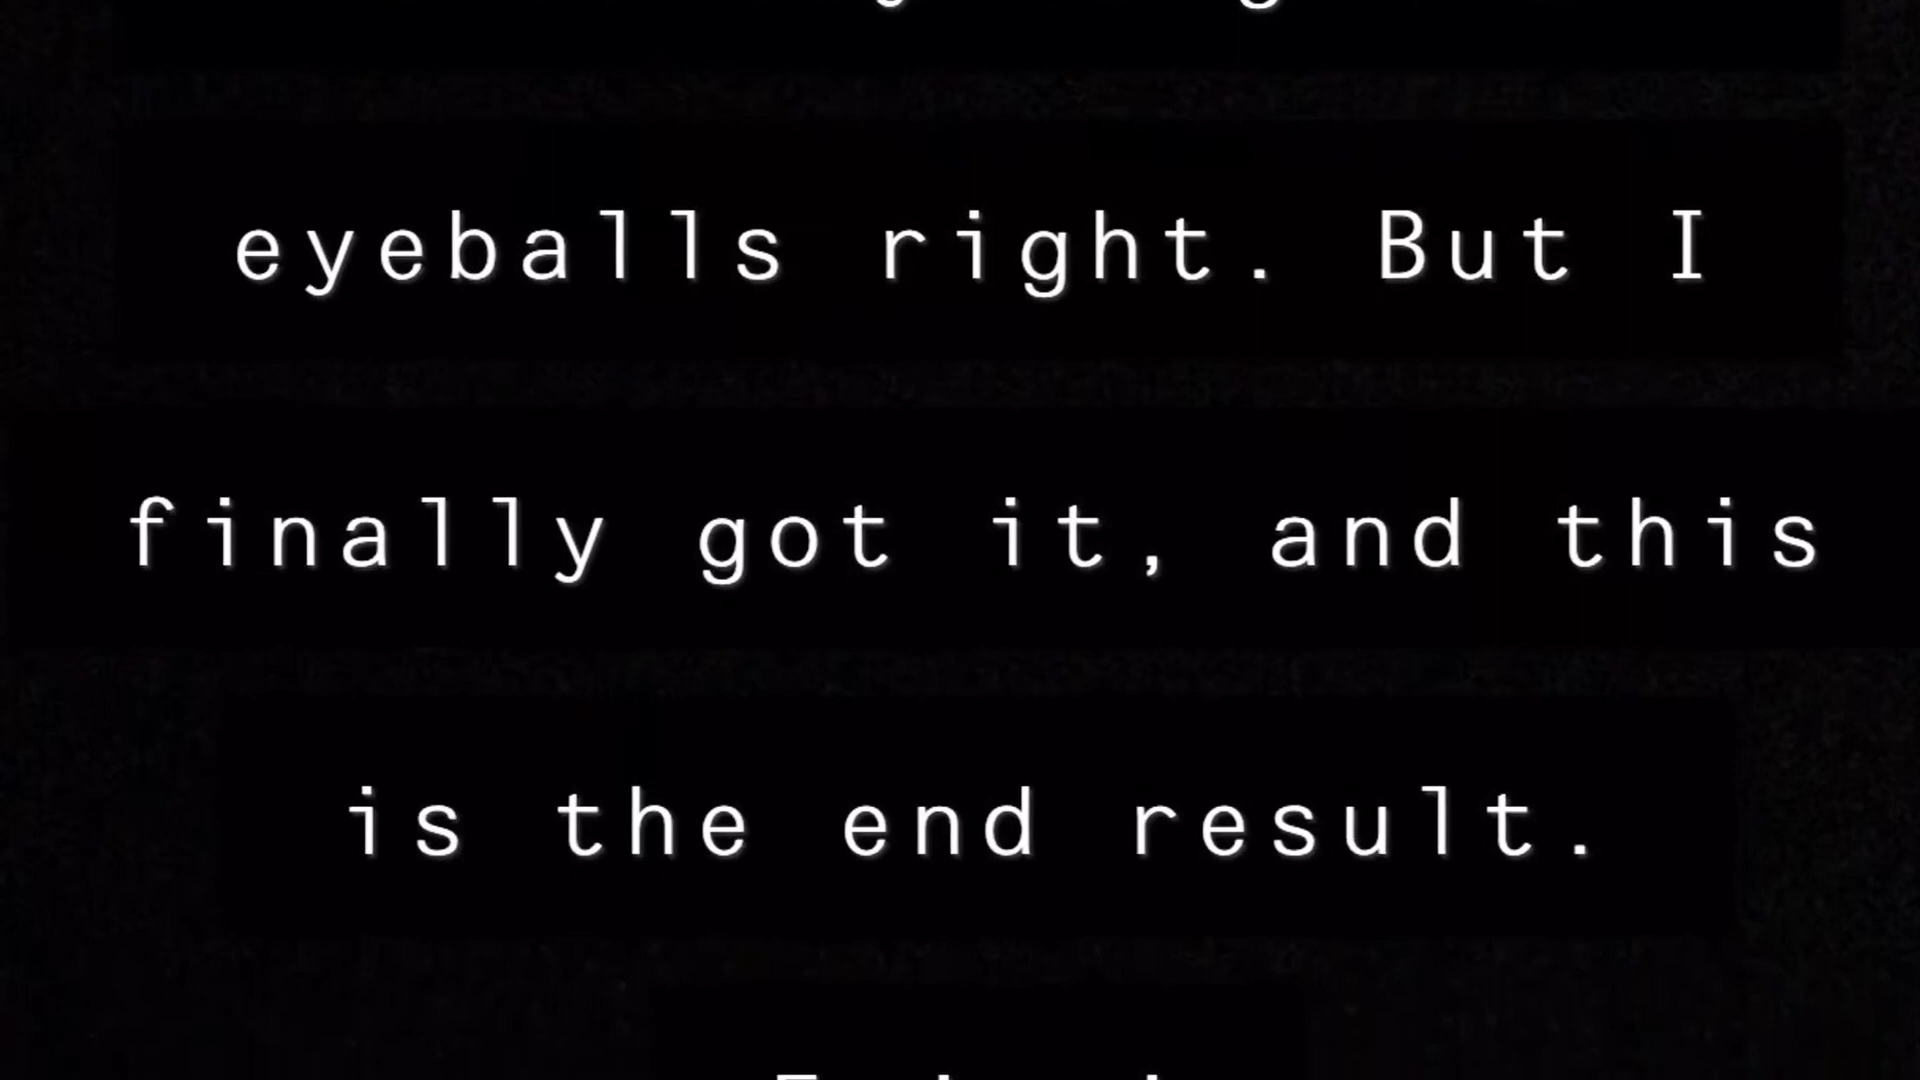 eyeballs right. But I
finally got it, and this
is the end result.